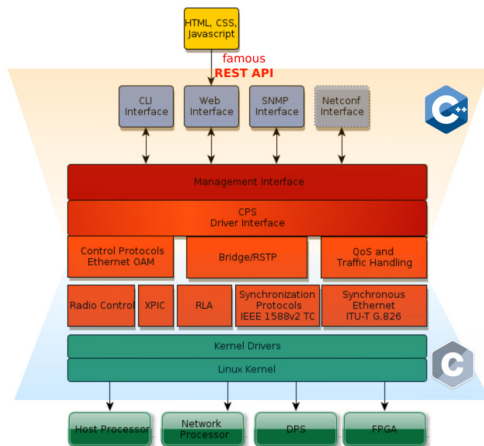 HTML, CSS,
Javascript
famous
REST API
CLI
Interface
Web
Interface
SNMP
Interface
Netconf
Interface
C++
Management Interface
CPS
Driver Interface
Control Protocols
Ethernet OAM
Bridge/RSTP
QoS and
Traffic Handling
Radio Control
XPIC
RLA
Synchronization
Protocols
IEEE 1588v2 TC
Synchronous
Ethernet
ITU-T G.826
Kernel Drivers
C
Linux Kernel
Host Processor
Network
Processor
DPS
FPGA